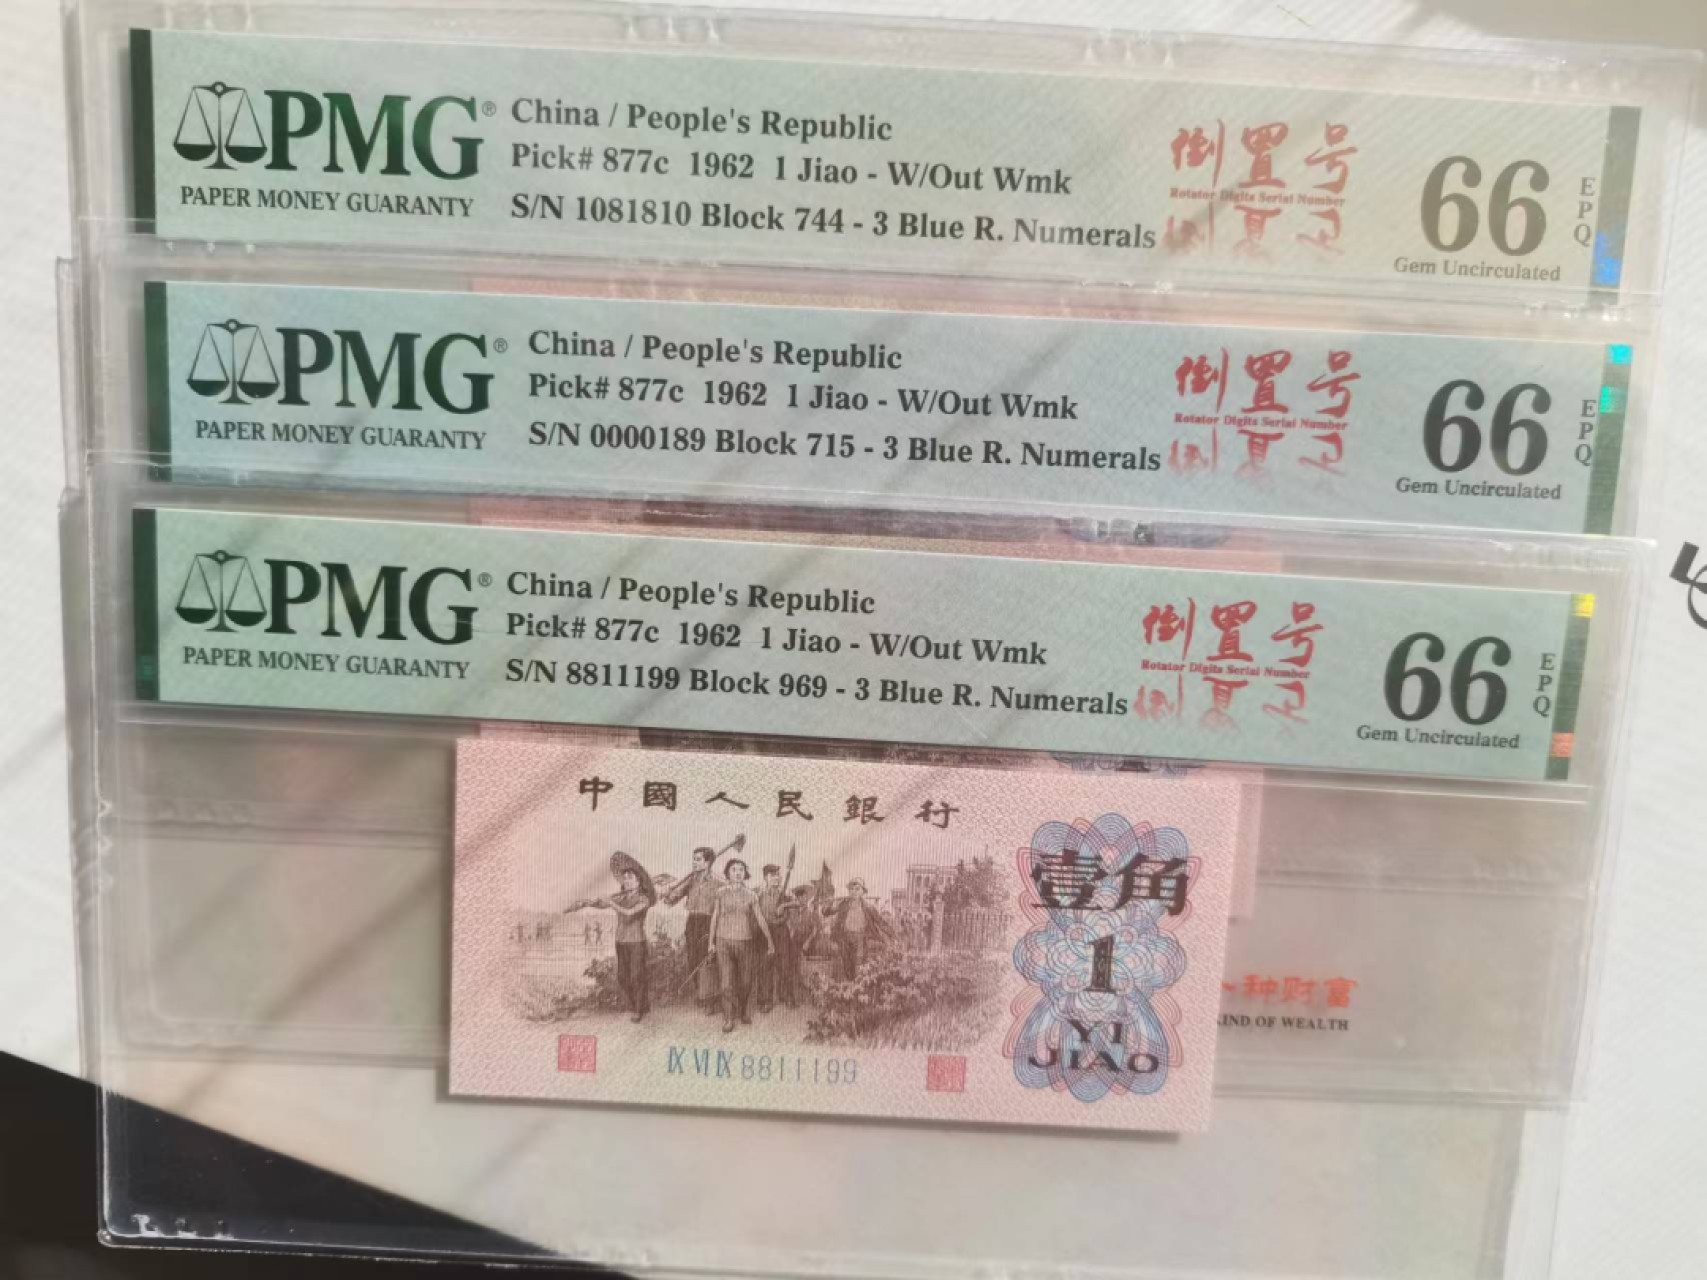 PMG®
PAPER MONEY GUARANTY
China / People's Republic
Pick# 877c 1962 1 Jiao - W/Out Wmk
S/N 1081810 Block 744 - 3 Blue R. Numerals
倒置号
Rotator Digits Serial Number
66
EPQ
Gem Uncirculated
PMG®
PAPER MONEY GUARANTY
China / People's Republic
Pick# 877c 1962 1 Jiao - W/Out Wmk
S/N 0000189 Block 715 - 3 Blue R. Numerals
倒置号
Rotator Digits Serial Number
66
EPQ
Gem Uncirculated
PMG®
PAPER MONEY GUARANTY
China / People's Republic
Pick# 877c 1962 1 Jiao - W/Out Wmk
S/N 8811199 Block 969 - 3 Blue R. Numerals
倒置号
Rotator Digits Serial Number
66
EPQ
Gem Uncirculated
中國人民銀行
壹角
1
YI
JIAO
IX VI IX 8811199
一种财富
KIND OF WEALTH